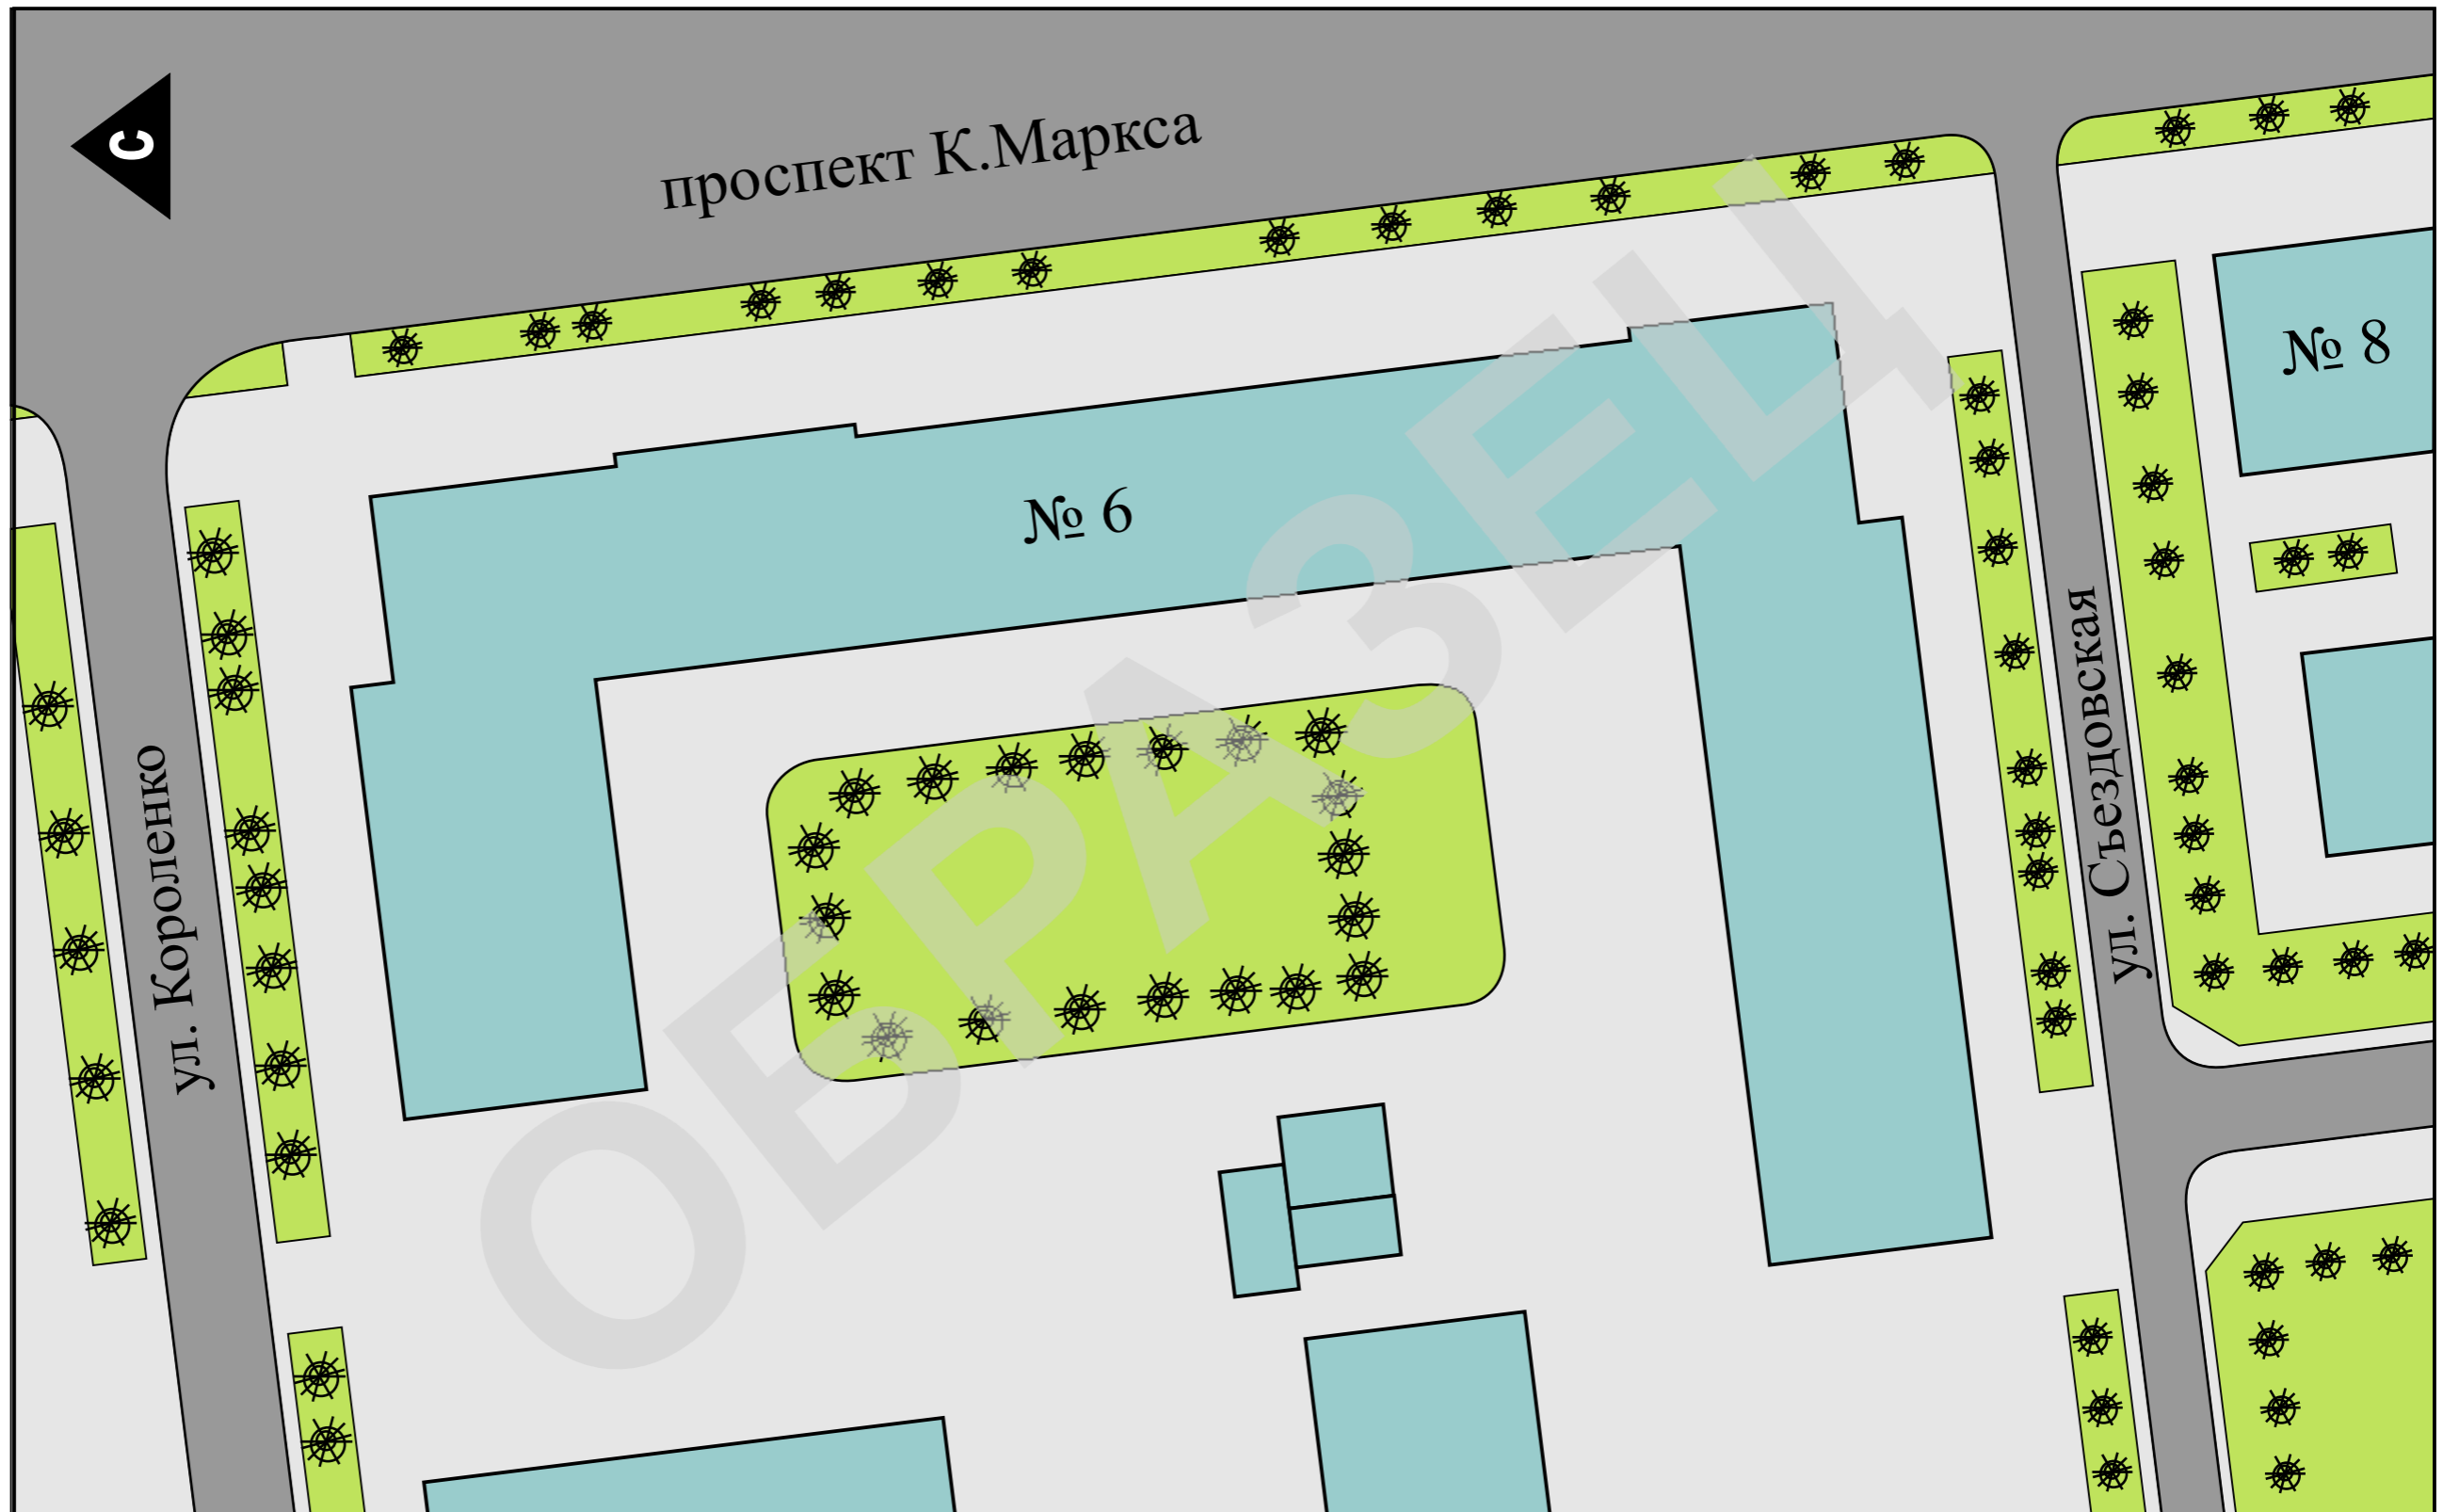 С
проспект К.Маркса
№ 8
№ 6
ул. Съездовская
ул. Короленко
ОБРАЗЕЦ